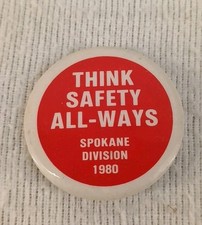 THINK
SAFETY
ALL-WAYS
SPOKANE
DIVISION
1980